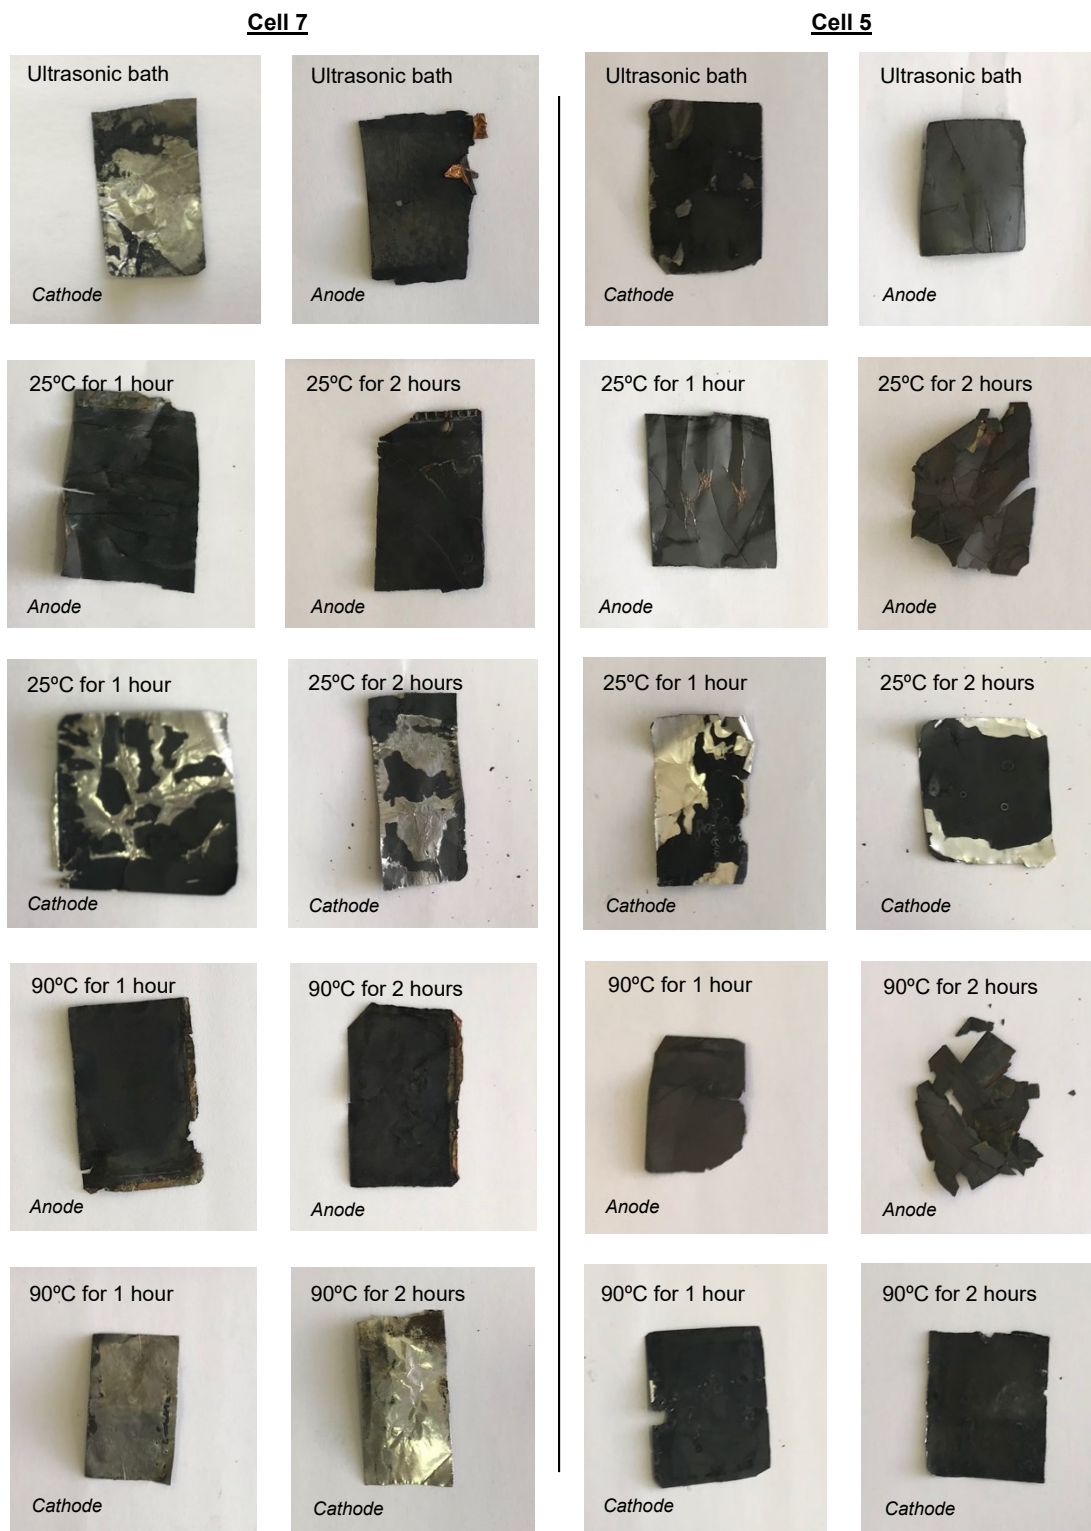 Cell 7
Cell 5
Ultrasonic bath
Ultrasonic bath
Ultrasonic bath
Ultrasonic bath
Cathode
Anode
Cathode
Anode
25ºC for 1 hour
25ºC for 2 hours
25ºC for 1 hour
25ºC for 2 hours
Anode
Anode
Anode
Anode
25ºC for 1 hour
25ºC for 2 hours
25ºC for 1 hour
25ºC for 2 hours
Cathode
Cathode
Cathode
Cathode
90ºC for 1 hour
90ºC for 2 hours
90ºC for 1 hour
90ºC for 2 hours
Anode
Anode
Anode
Anode
90ºC for 1 hour
90ºC for 2 hours
90ºC for 1 hour
90ºC for 2 hours
Cathode
Cathode
Cathode
Cathode